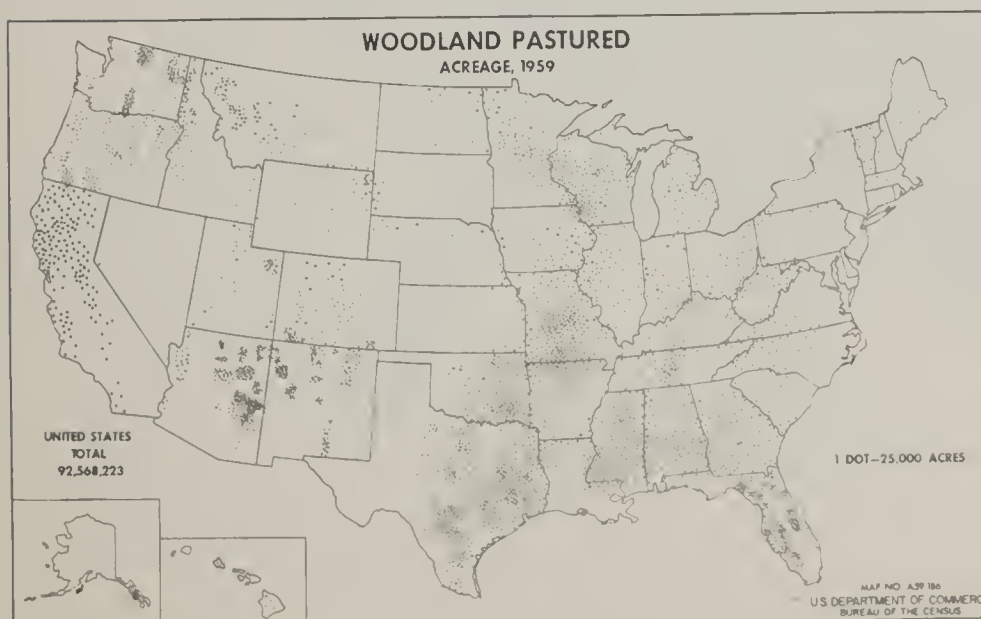 WOODLAND PASTURED
ACREAGE, 1959
UNITED STATES
TOTAL
92,568,223
1 DOT—25,000 ACRES
MAP NO. A59 186
U.S. DEPARTMENT OF COMMERC
BUREAU OF THE CENSUS